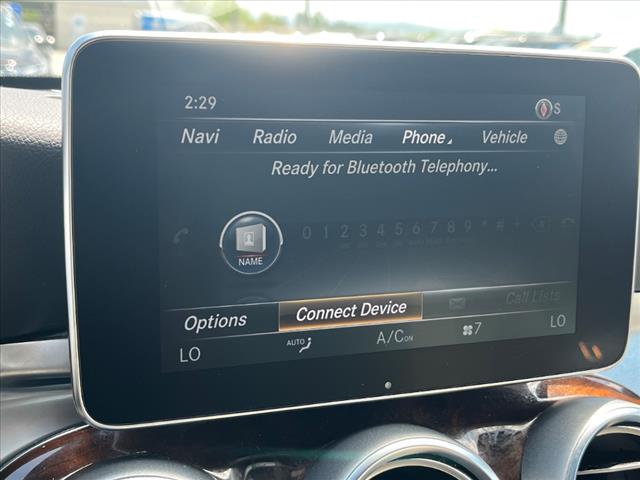 2:29 S
Navi Radio Media Phone Vehicle
Ready for Bluetooth Telephony...
0 1 2 3 4 5 6 7 8 9 * # +
NAME
Options Connect Device Call Lists
LO AUTO A/C ON 7 LO